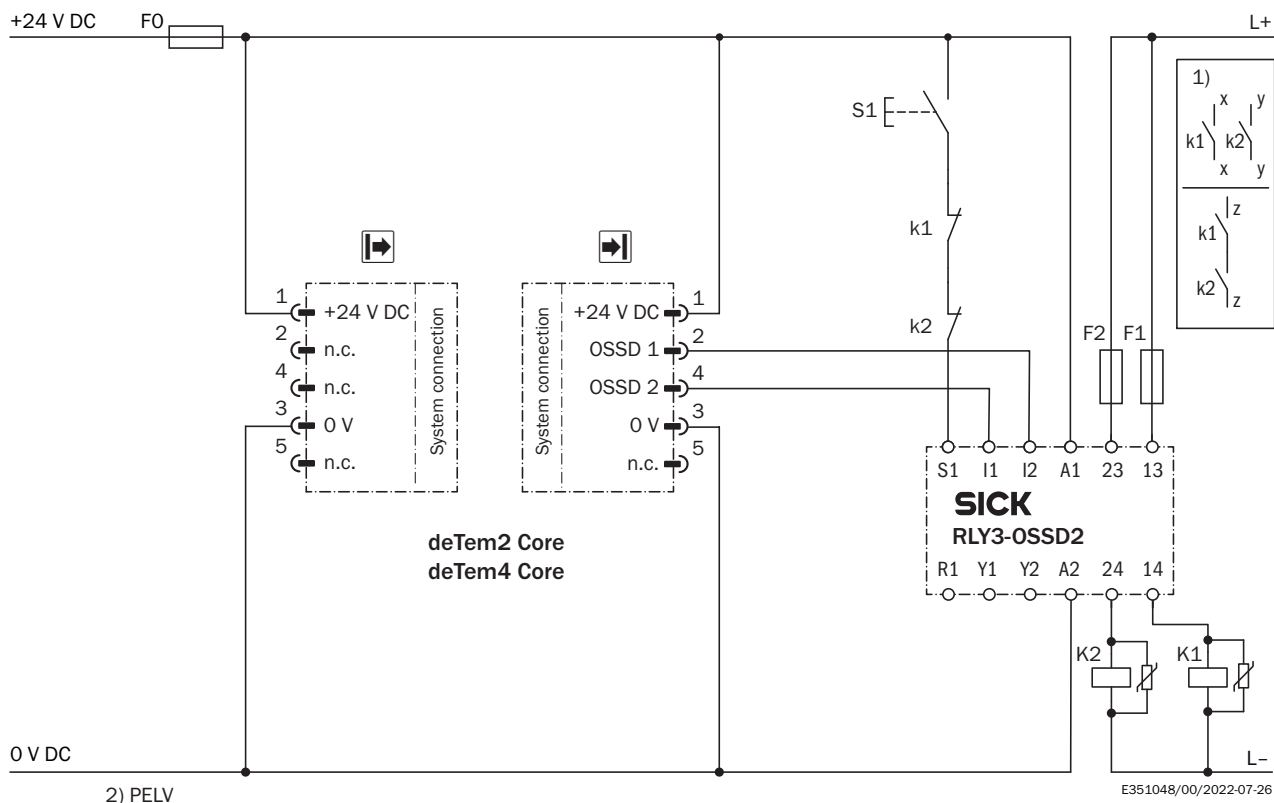 +24 V DC F0 L+
1)
x y
k1 k2
x y
z
k1
k2
z
S1
k1
k2
F2 F1
1 +24 V DC
2 n.c.
4 n.c.
3 0 V
5 n.c.
System connection
System connection
+24 V DC 1
OSSD 1 2
OSSD 2 4
0 V 3
n.c. 5
deTem2 Core
deTem4 Core
S1 I1 I2 A1 23 13
SICK
RLY3-OSSD2
R1 Y1 Y2 A2 24 14
K2 K1
0 V DC L–
2) PELV
E351048/00/2022-07-26